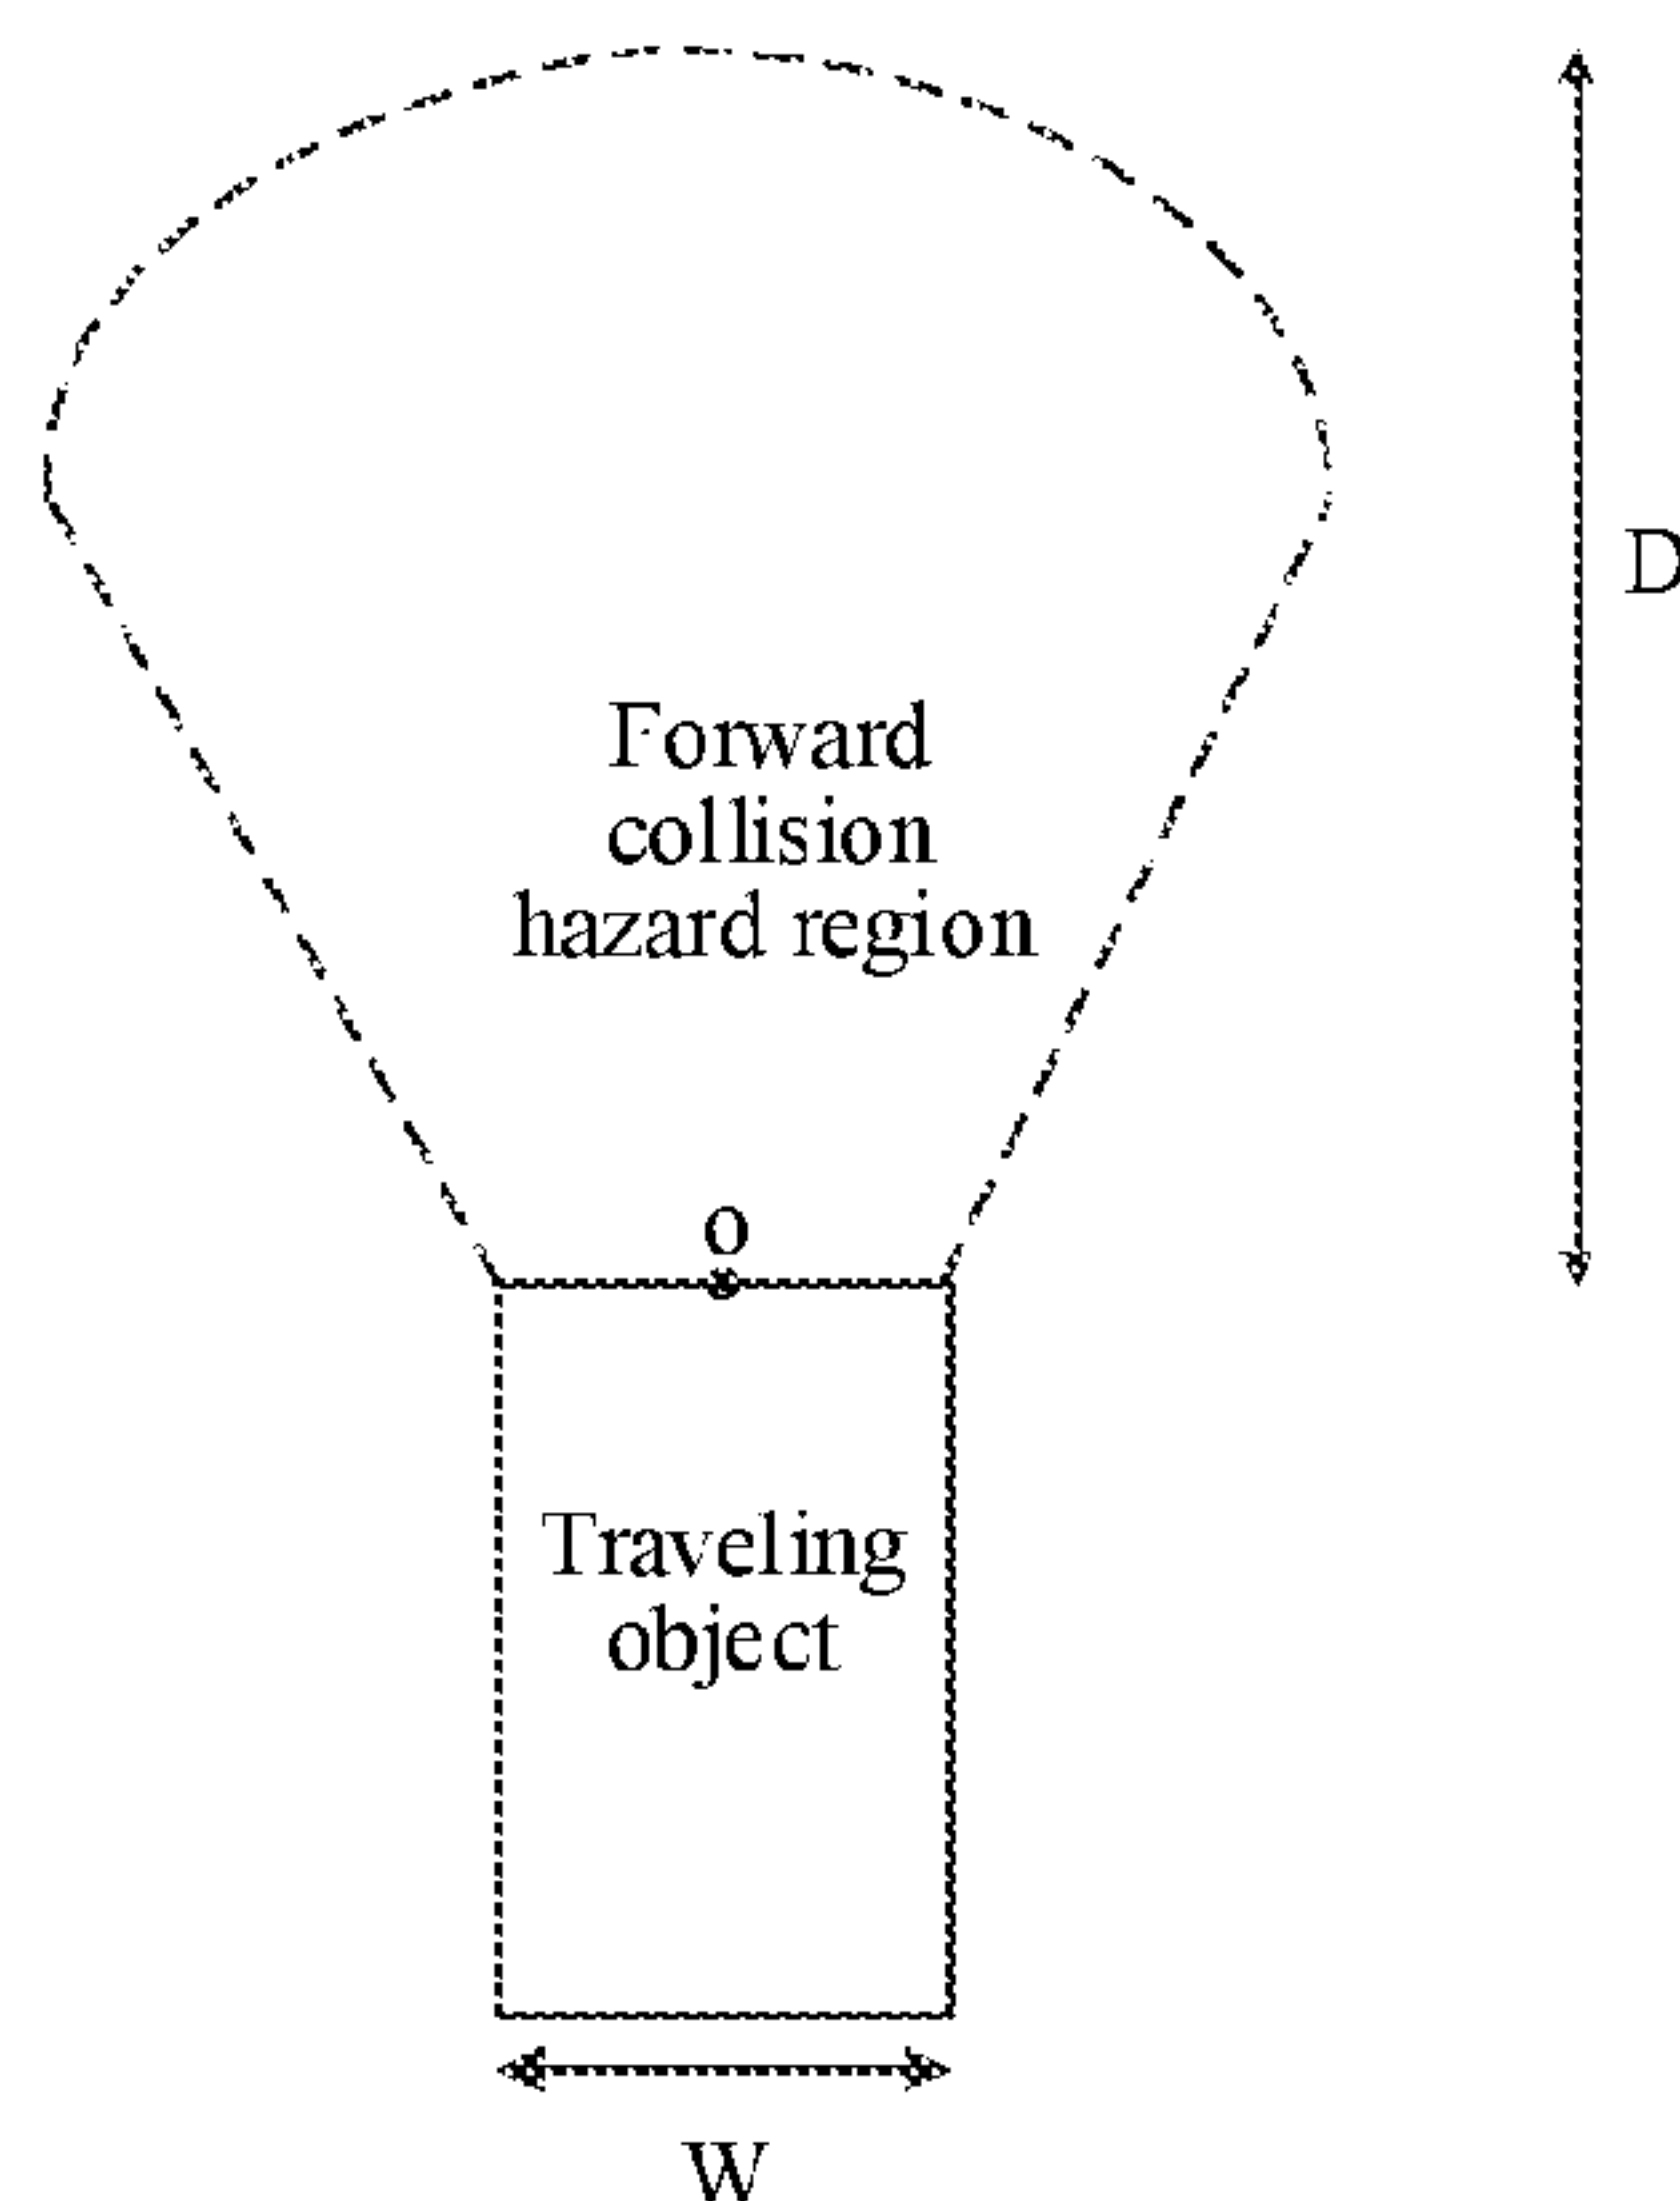 D
Forward
collision
hazard region
o
Traveling
object
w